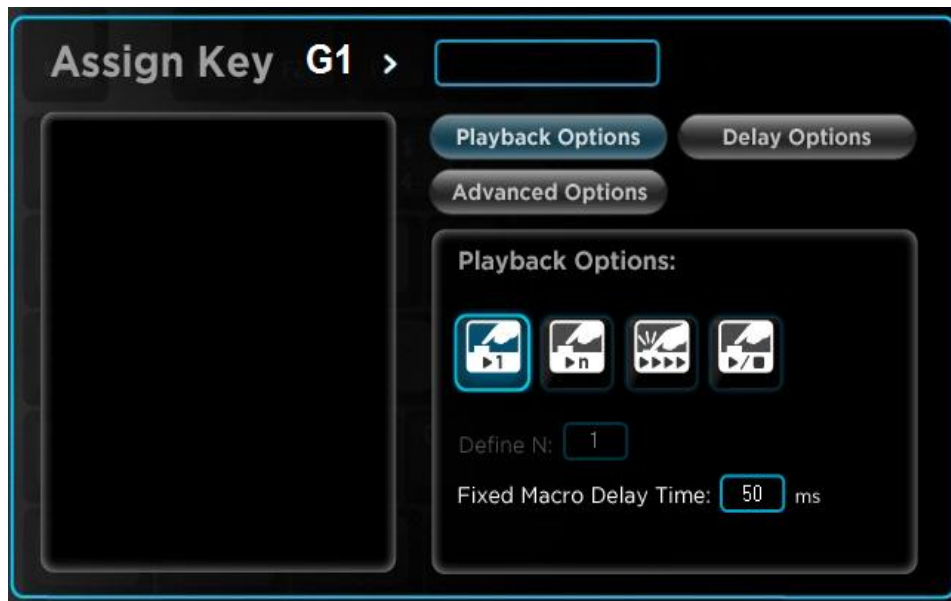 Assign Key G1 >
Playback Options Delay Options
Advanced Options
Playback Options:
1 n /
Define N: 1
Fixed Macro Delay Time: 50 ms